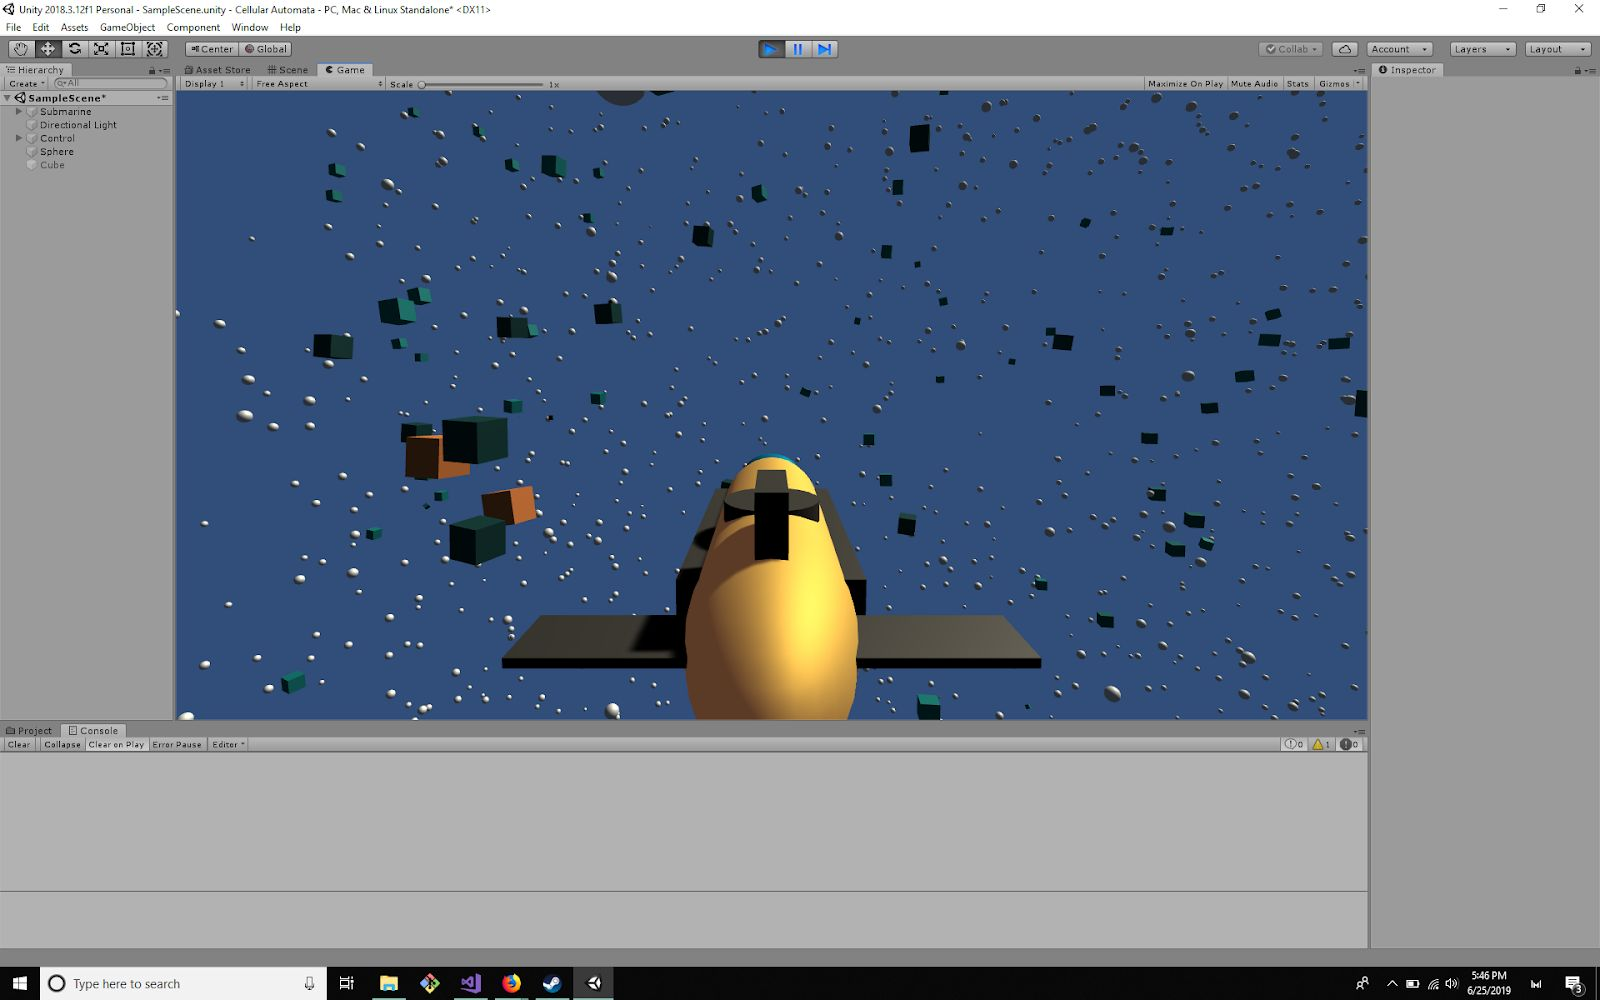 Unity 2018.3.12f1 Personal - SampleScene.unity - Cellular Automata - PC, Mac & Linux Standalone* <DX11>
File Edit Assets GameObject Component Window Help
Center Global Collab Account Layers Layout
Hierarchy Asset Store Scene Game Inspector
Create All Display 1 Free Aspect Scale 1x Maximize On Play Mute Audio Stats Gizmos
SampleScene*
Submarine
Directional Light
Control
Sphere
Cube
Project Console
Clear Collapse Clear on Play Error Pause Editor 0 1 0
Type here to search
5:46 PM
6/25/2019
3